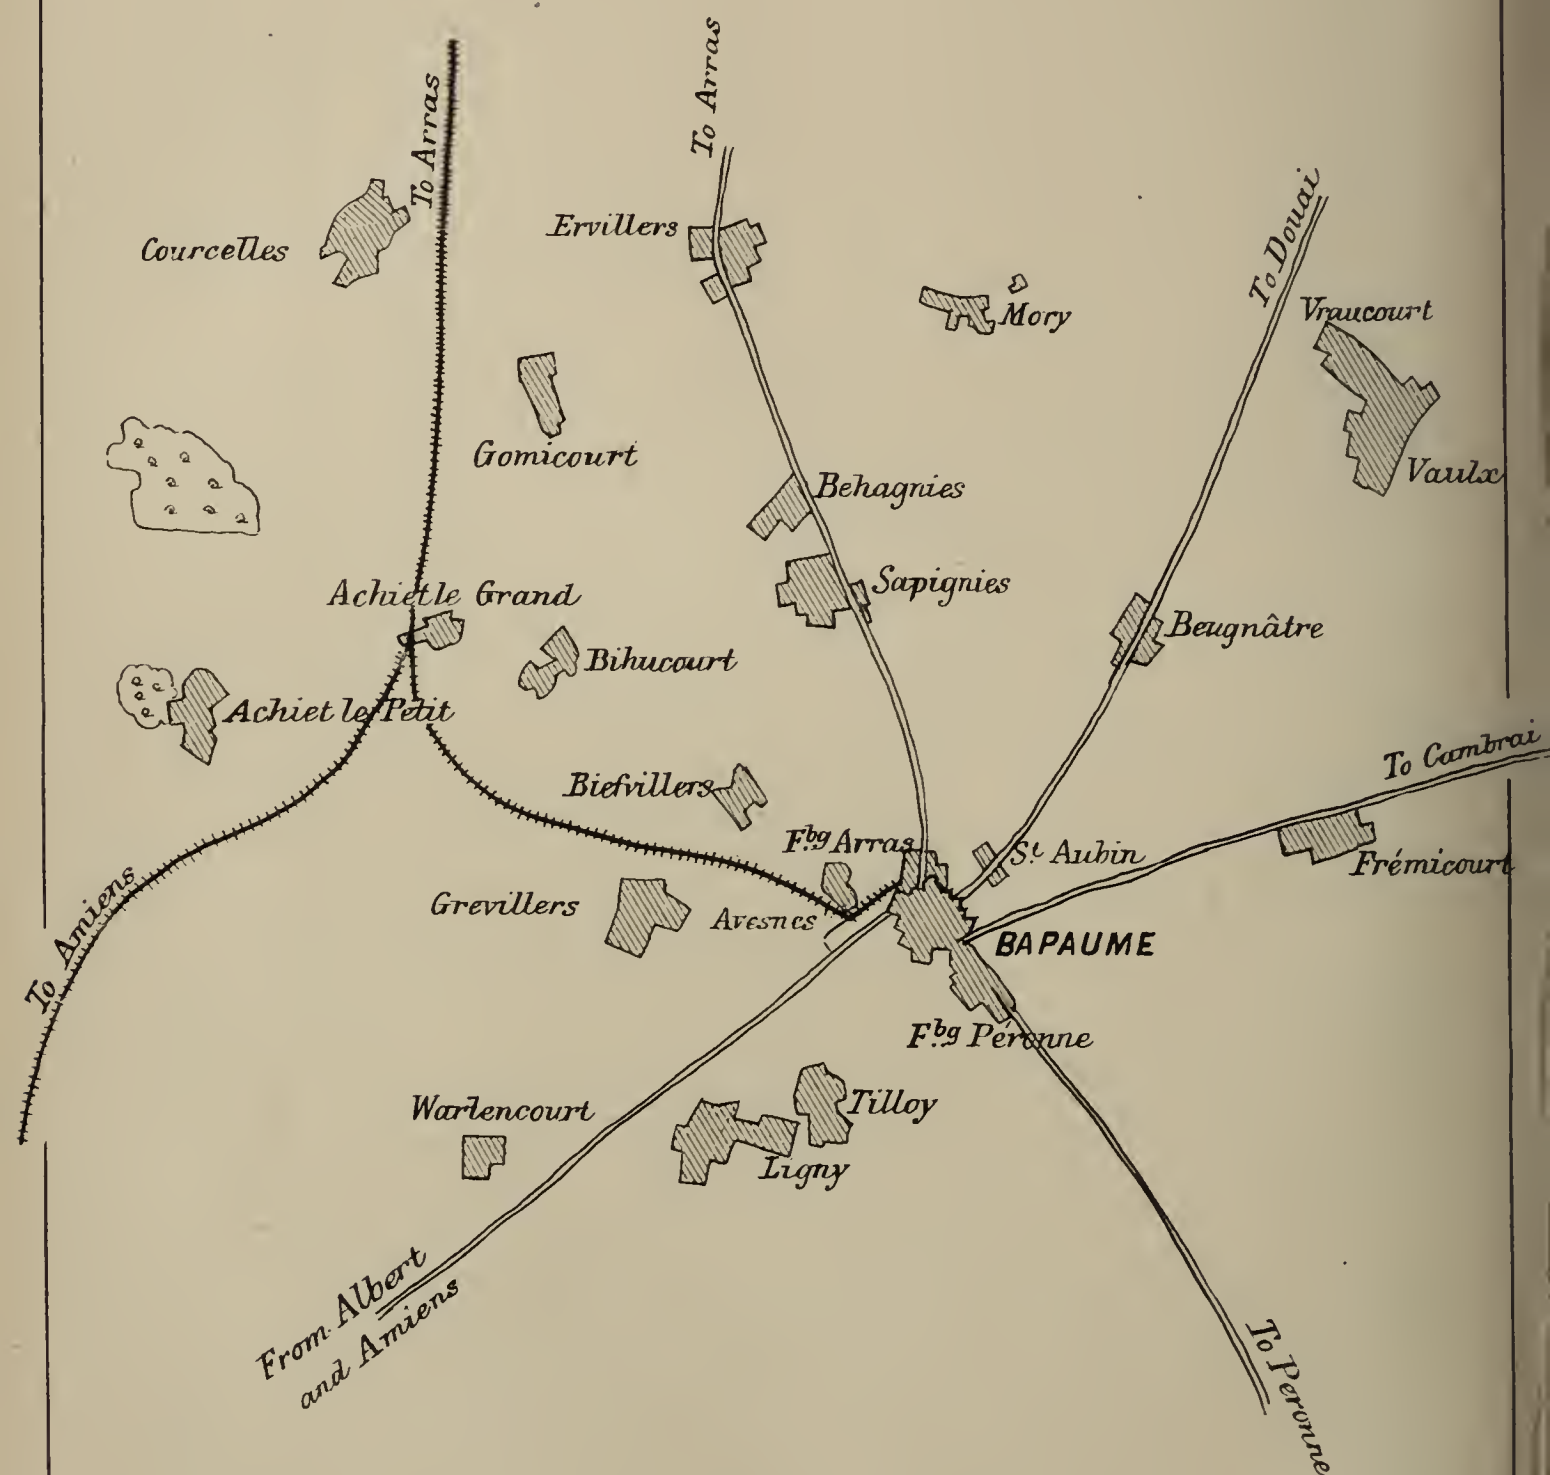 To Arras
To Arras
Courcelles
Ervillers
To Douai
Mory
Vraucourt
Gomicourt
Vaulx
Behagnies
Achiet le Grand
Sapignies
Beugnâtre
Bihucourt
Achiet le Petit
To Cambrai
Biefvillers
Fbg Arras
St Aubin
Frémicourt
To Amiens
Grevillers
Avesnes
BAPAUME
Fbg Péronne
Warlencourt
Tilloy
Ligny
From Albert
and Amiens
To Peronne